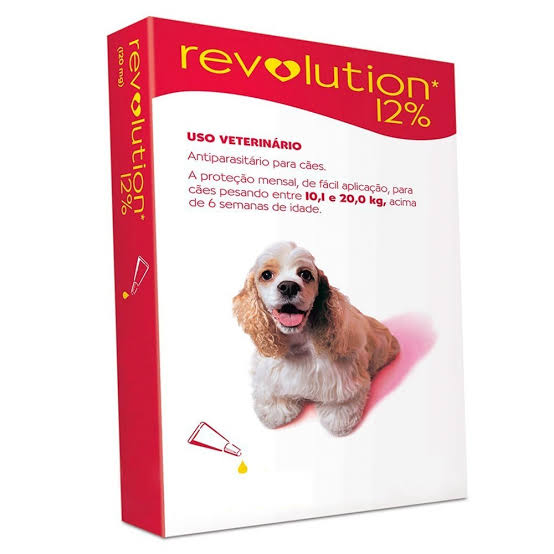 revolution*
12%
USO VETERINÁRIO
Antiparasitário para cães.
A proteção mensal, de fácil aplicação, para
cães pesando entre 10,1 e 20,0 kg, acima
de 6 semanas de idade.
revolution* 12%
(120 mg)